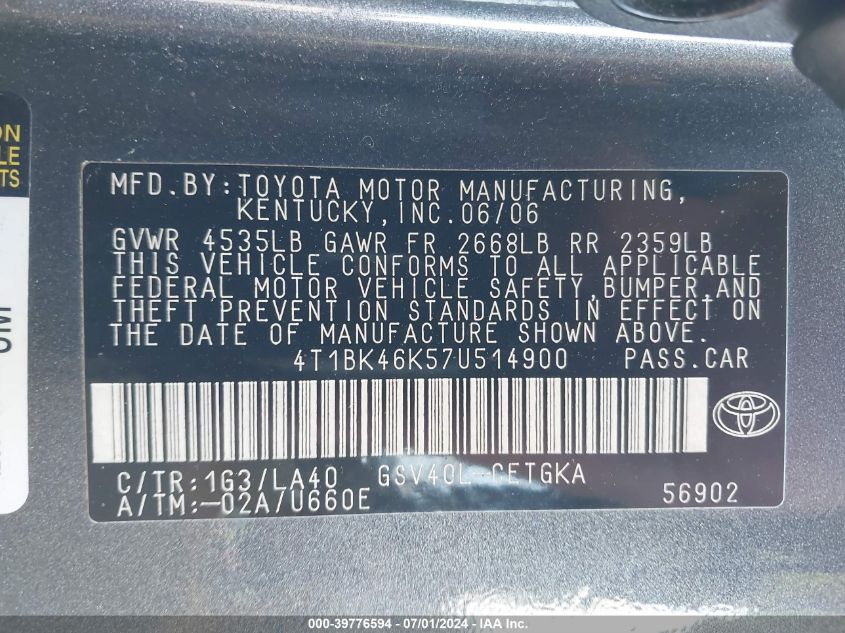 ON
LE
TS
MFD.BY:TOYOTA MOTOR MANUFACTURING,
KENTUCKY,INC.06/06
GVWR 4535LB GAWR FR 2668LB RR 2359LB
THIS VEHICLE CONFORMS TO ALL APPLICABLE
FEDERAL MOTOR VEHICLE SAFETY,BUMPER,AND
THEFT PREVENTION STANDARDS IN EFFECT ON
THE DATE OF MANUFACTURE SHOWN ABOVE.
4T1BK46K57U514900 PASS.CAR
C/TR:1G3/LA40 GSV40L-CETGKA
A/TM:-02A/U660E 56902
000-39776594 - 07/01/2024 - IAA Inc.